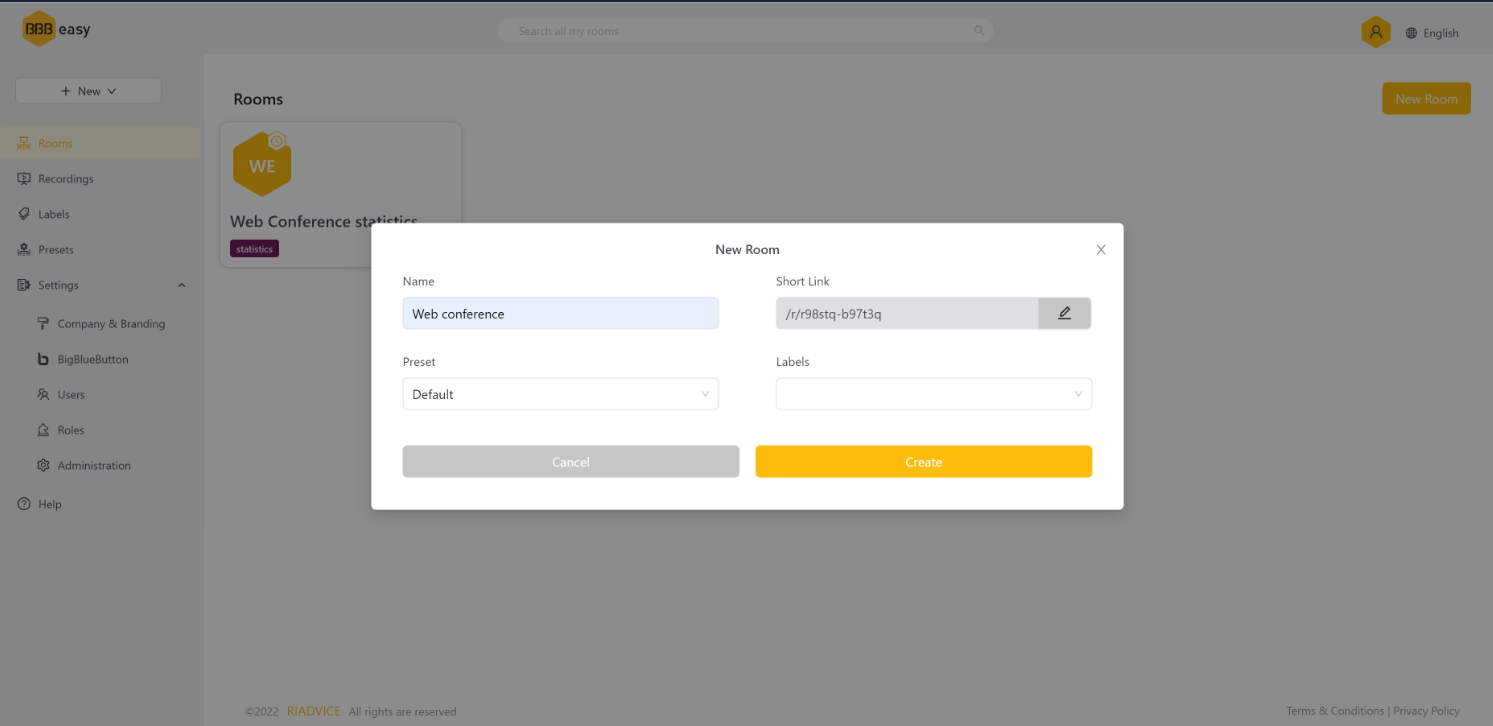 BBB easy
Search all my rooms
English
New
Rooms
Recordings
Labels
Presets
Settings
Company & Branding
BigBlueButton
Users
Roles
Administration
Help
Rooms
New Room
WE
Web Conference statistics
statistics
New Room
Name
Short Link
Web conference
/r/r98stq-b97t3q
Preset
Labels
Default
Cancel
Create
©2022 RIADVICE All rights are reserved
Terms & Conditions | Privacy Policy